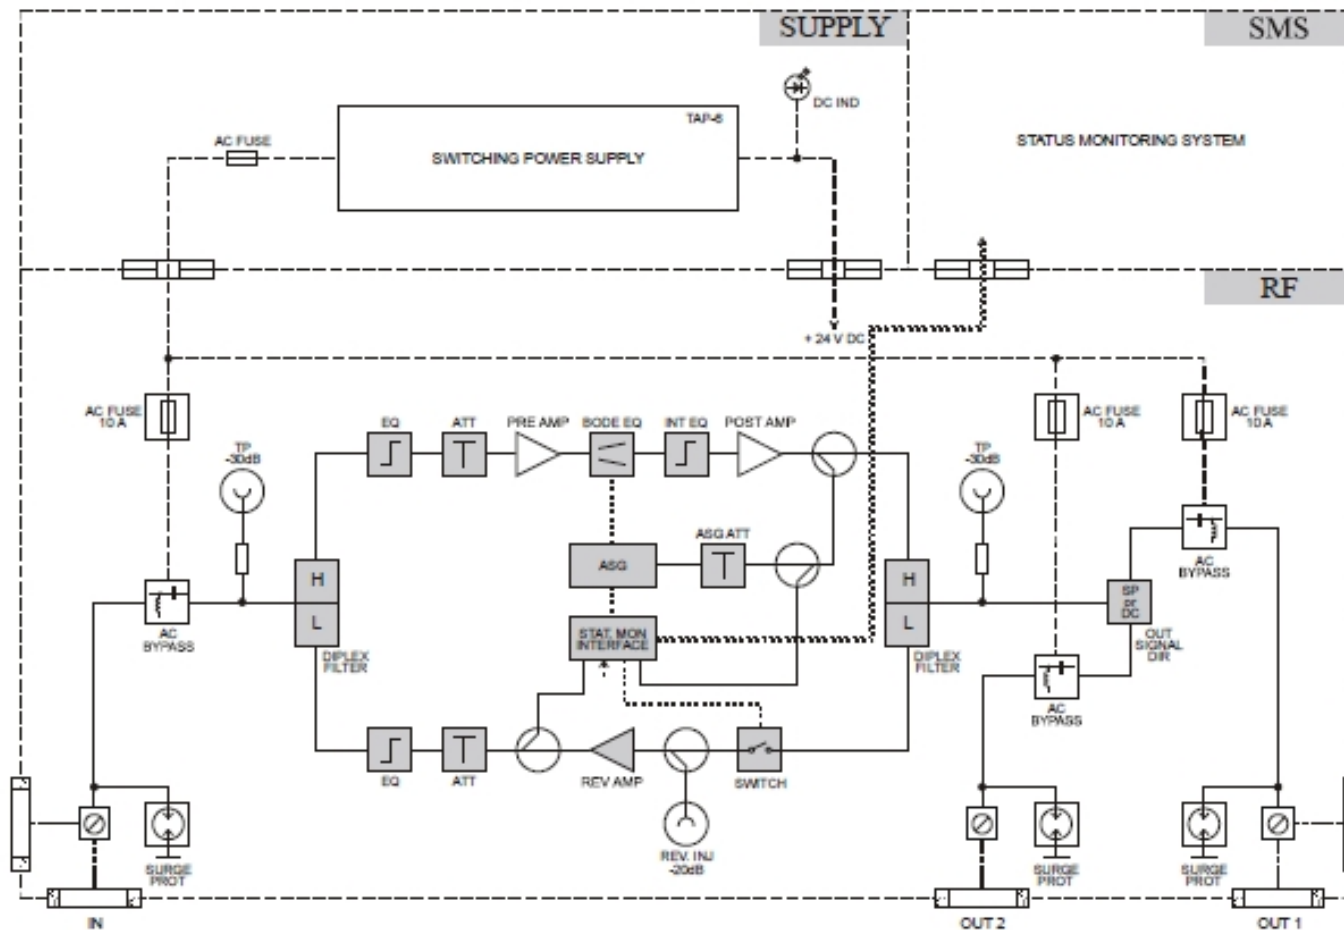 SUPPLY
SMS
DC IND
TAP-6
AC FUSE
SWITCHING POWER SUPPLY
STATUS MONITORING SYSTEM
RF
+ 24 V DC
AC FUSE
10 A
AC FUSE
10 A
AC FUSE
10 A
EQ
ATT
PRE AMP
BODE EQ
INT EQ
POST AMP
TP
-30dB
TP
-30dB
ASG ATT
ASG
H
L
H
L
AC
BYPASS
SP
or
DC
STAT. MON
INTERFACE
AC
BYPASS
DIPLEX
FILTER
DIPLEX
FILTER
OUT
SIGNAL
DIR
AC
BYPASS
EQ
ATT
REV AMP
SWITCH
REV. INJ
-20dB
SURGE
PROT
SURGE
PROT
SURGE
PROT
IN
OUT 2
OUT 1